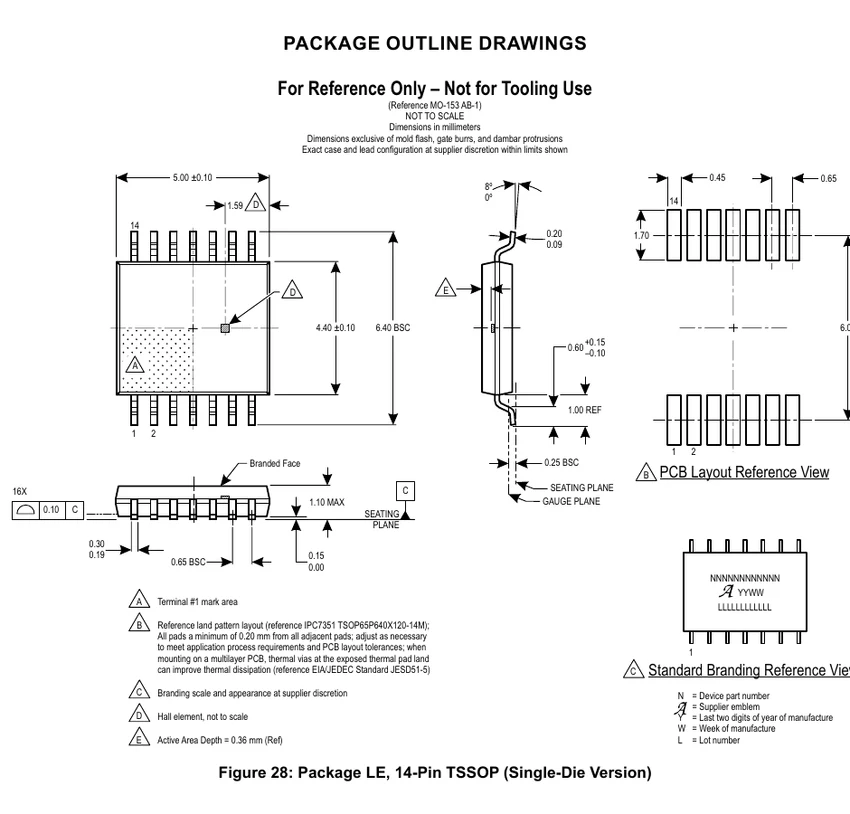 PACKAGE OUTLINE DRAWINGS
For Reference Only – Not for Tooling Use
(Reference MO-153 AB-1)
NOT TO SCALE
Dimensions in millimeters
Dimensions exclusive of mold flash, gate burrs, and dambar protrusions
Exact case and lead configuration at supplier discretion within limits shown
5.00 ±0.10
1.59
D
14
D
4.40 ±0.10
6.40 BSC
A
1
2
8º
0º
0.20
0.09
E
0.60 +0.15
–0.10
1.00 REF
0.25 BSC
SEATING PLANE
GAUGE PLANE
0.45
0.65
14
1.70
6.0
1
2
B PCB Layout Reference View
Branded Face
16X
0.10 C
1.10 MAX
C
SEATING
PLANE
0.30
0.19
0.65 BSC
0.15
0.00
NNNNNNNNNNNN
YYWW
LLLLLLLLLLLL
1
C Standard Branding Reference Vie
N = Device part number
= Supplier emblem
Y = Last two digits of year of manufacture
W = Week of manufacture
L = Lot number
A Terminal #1 mark area
B Reference land pattern layout (reference IPC7351 TSOP65P640X120-14M);
All pads a minimum of 0.20 mm from all adjacent pads; adjust as necessary
to meet application process requirements and PCB layout tolerances; when
mounting on a multilayer PCB, thermal vias at the exposed thermal pad land
can improve thermal dissipation (reference EIA/JEDEC Standard JESD51-5)
C Branding scale and appearance at supplier discretion
D Hall element, not to scale
E Active Area Depth = 0.36 mm (Ref)
Figure 28: Package LE, 14-Pin TSSOP (Single-Die Version)